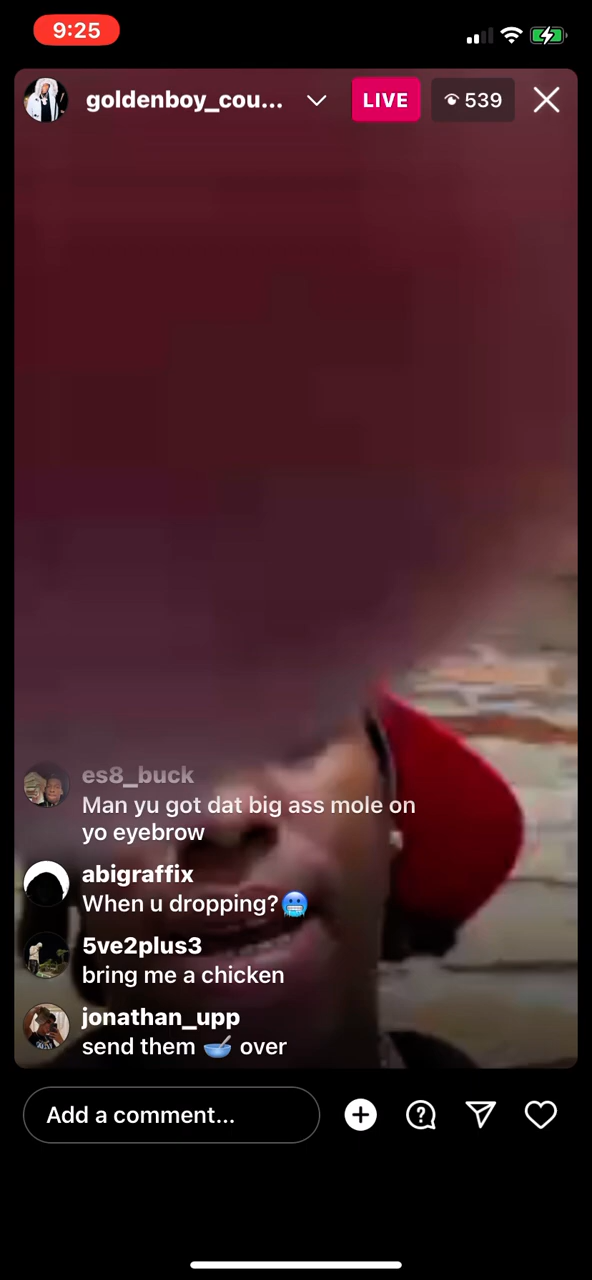 9:25
goldenboy_cou...
LIVE
539
es8_buck
Man yu got dat big ass mole on
yo eyebrow
abigraffix
When u dropping?🥶
5ve2plus3
bring me a chicken
jonathan_upp
send them 🥣 over
Add a comment...